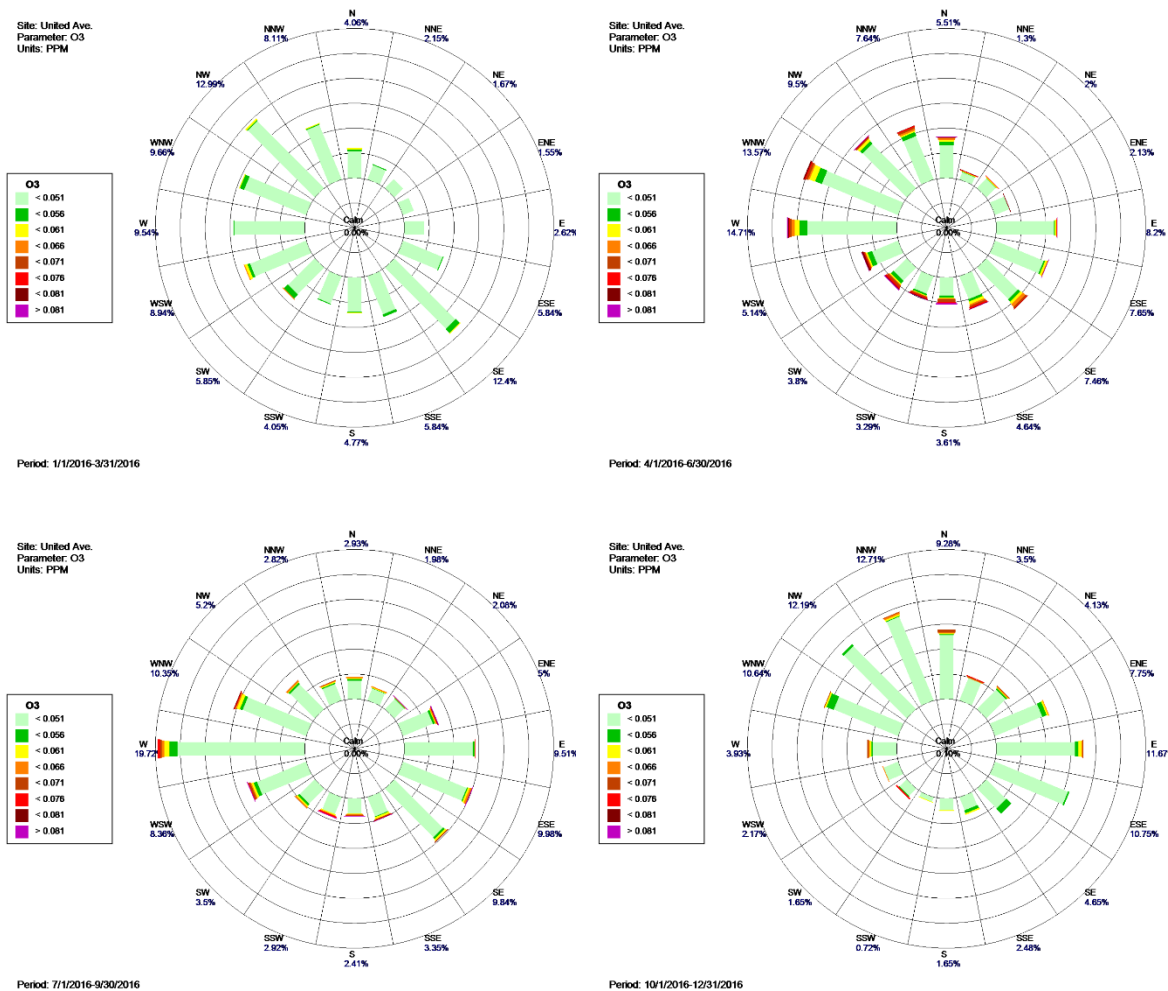 Site: United Ave.
Parameter: O3
Units: PPM
N
4.06%
NNE
2.15%
NE
1.67%
ENE
1.55%
E
2.62%
ESE
5.84%
SE
12.4%
SSE
5.84%
S
4.77%
SSW
4.05%
SW
5.85%
WSW
8.94%
W
9.54%
WNW
9.66%
NW
12.99%
NNW
8.11%
Calm
0.00%
O3
< 0.051
< 0.056
< 0.061
< 0.066
< 0.071
< 0.076
< 0.081
> 0.081
Period: 1/1/2016-3/31/2016
Site: United Ave.
Parameter: O3
Units: PPM
N
5.51%
NNE
1.3%
NE
2%
ENE
2.13%
E
8.2%
ESE
7.65%
SE
7.46%
SSE
4.64%
S
3.61%
SSW
3.29%
SW
3.8%
WSW
5.14%
W
14.71%
WNW
13.57%
NW
9.5%
NNW
7.64%
Calm
0.00%
O3
< 0.051
< 0.056
< 0.061
< 0.066
< 0.071
< 0.076
< 0.081
> 0.081
Period: 4/1/2016-6/30/2016
Site: United Ave.
Parameter: O3
Units: PPM
N
2.93%
NNE
1.98%
NE
2.08%
ENE
5%
E
9.51%
ESE
9.98%
SE
9.84%
SSE
3.35%
S
2.41%
SSW
2.92%
SW
3.5%
WSW
8.36%
W
19.72%
WNW
10.35%
NW
5.2%
NNW
2.82%
Calm
0.00%
O3
< 0.051
< 0.056
< 0.061
< 0.066
< 0.071
< 0.076
< 0.081
> 0.081
Period: 7/1/2016-9/30/2016
Site: United Ave.
Parameter: O3
Units: PPM
N
9.28%
NNE
3.5%
NE
4.13%
ENE
7.75%
E
11.67
ESE
10.75%
SE
4.65%
SSE
2.48%
S
1.65%
SSW
0.72%
SW
1.65%
WSW
2.17%
W
3.93%
WNW
10.64%
NW
12.19%
NNW
12.71%
Calm
0.10%
O3
< 0.051
< 0.056
< 0.061
< 0.066
< 0.071
< 0.076
< 0.081
> 0.081
Period: 10/1/2016-12/31/2016